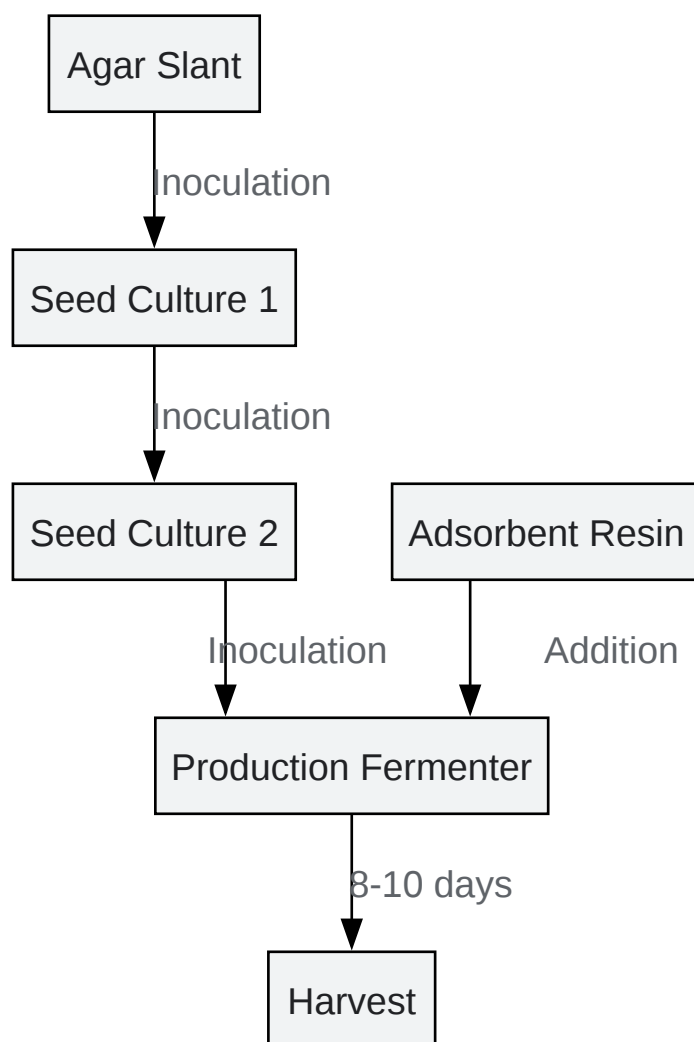 Agar Slant
Inoculation
Seed Culture 1
Inoculation
Seed Culture 2
Adsorbent Resin
Inoculation
Addition
Production Fermenter
8-10 days
Harvest